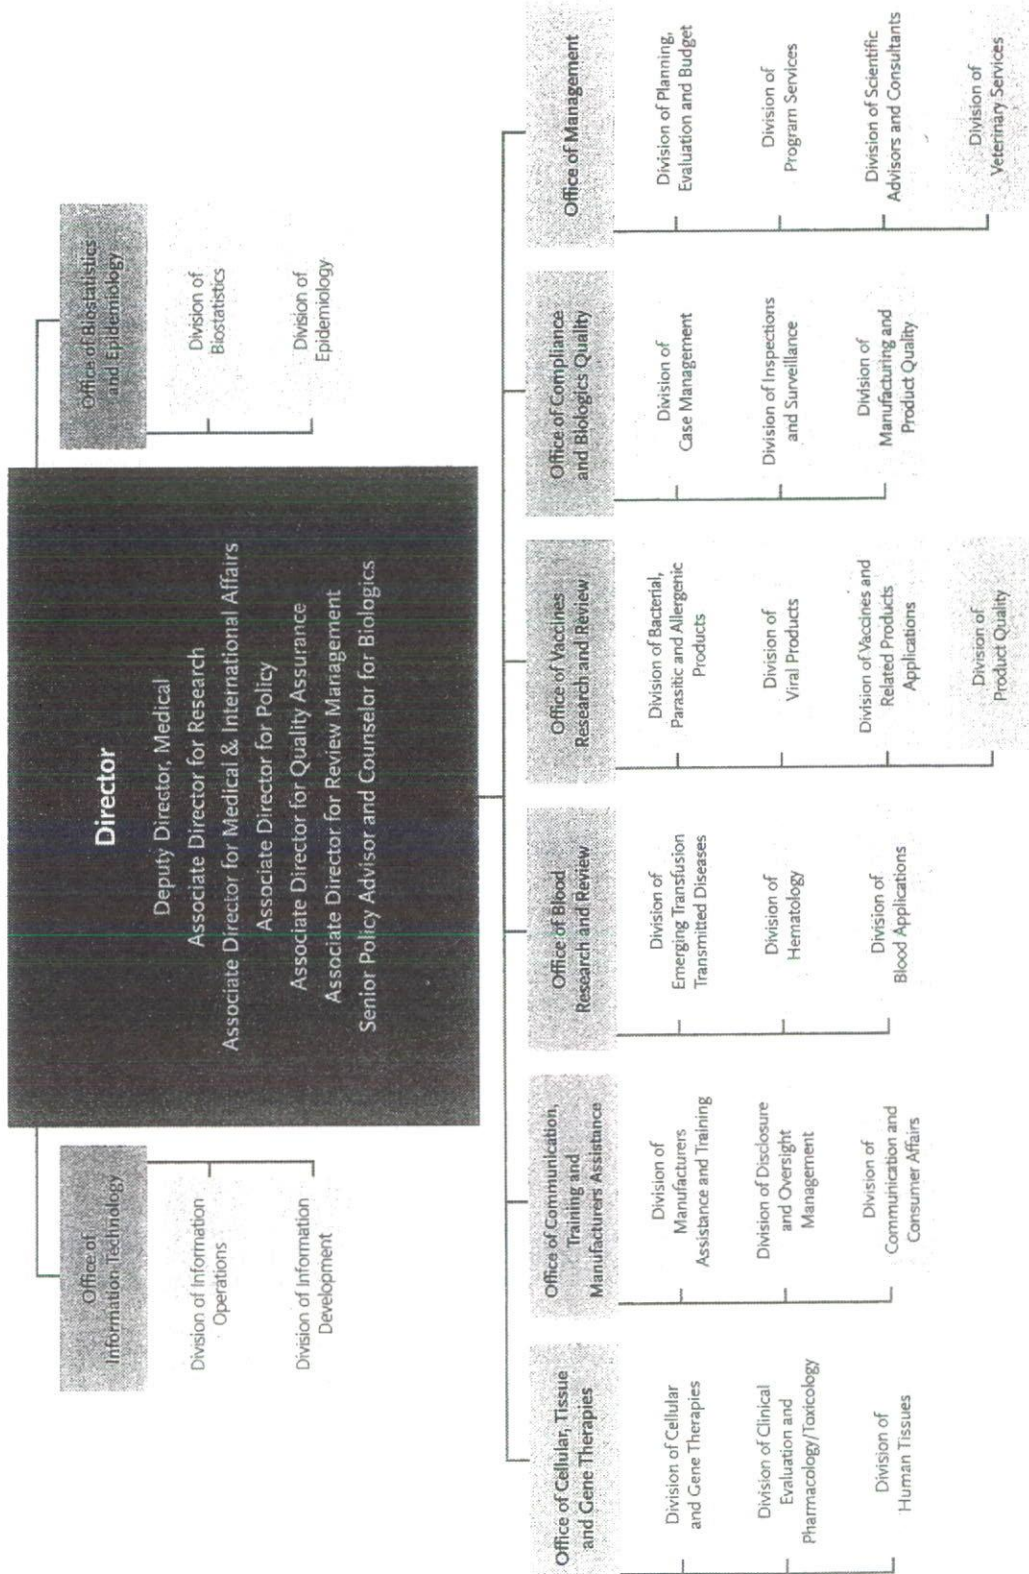 Director
Deputy Director, Medical
Associate Director for Research
Associate Director for Medical & International Affairs
Associate Director for Policy
Associate Director for Quality Assurance
Associate Director for Review Management
Senior Policy Advisor and Counselor for Biologics
Office of
Information Technology
Division of Information
Operations
Division of Information
Development
Office of Biostatistics
and Epidemiology
Division of
Biostatistics
Division of
Epidemiology
Office of Cellular, Tissue
and Gene Therapies
Division of Cellular
and Gene Therapies
Division of Clinical
Evaluation and
Pharmacology/Toxicology
Division of
Human Tissues
Office of Communication,
Training and
Manufacturers Assistance
Division of
Manufacturers
Assistance and Training
Division of Disclosure
and Oversight
Management
Division of
Communication and
Consumer Affairs
Office of Blood
Research and Review
Division of
Emerging Transfusion
Transmitted Diseases
Division of
Hematology
Division of
Blood Applications
Office of Vaccines
Research and Review
Division of Bacterial,
Parasitic and Allergenic
Products
Division of
Viral Products
Division of Vaccines and
Related Products
Applications
Division of
Product Quality
Office of Compliance
and Biologics Quality
Division of
Case Management
Division of Inspections
and Surveillance
Division of
Manufacturing and
Product Quality
Office of Management
Division of Planning,
Evaluation and Budget
Division of
Program Services
Division of Scientific
Advisors and Consultants
Division of
Veterinary Services